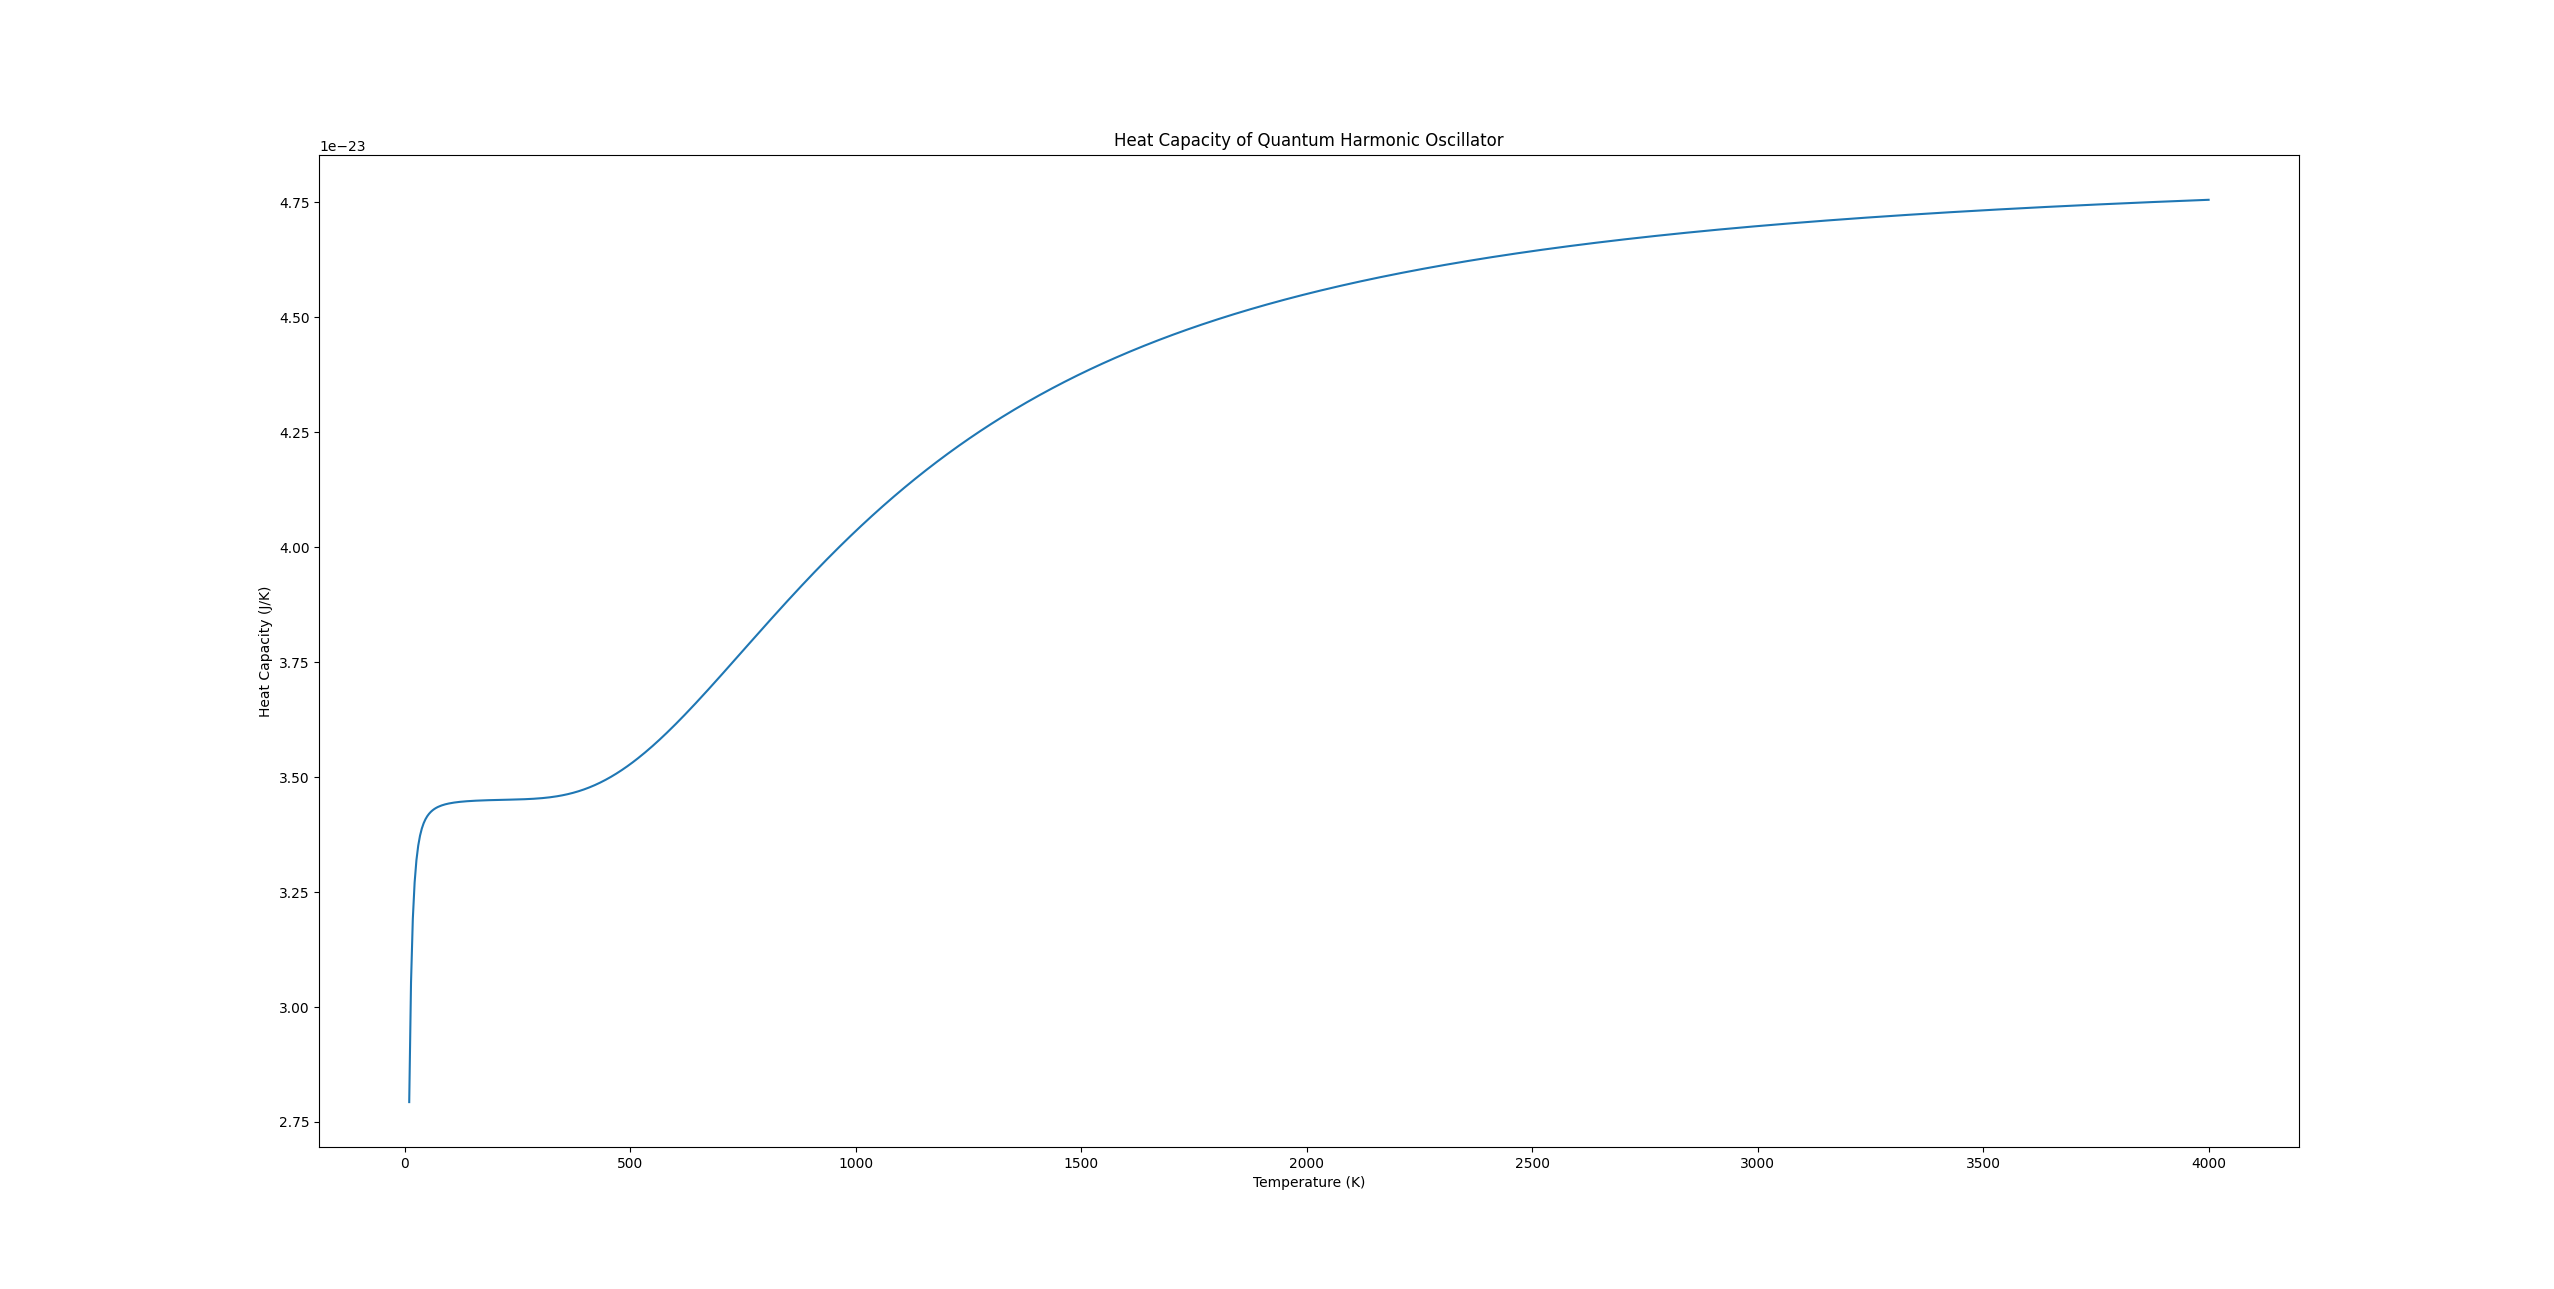 Heat Capacity of Quantum Harmonic Oscillator
1e−23
4.75
4.50
4.25
4.00
3.75
3.50
3.25
3.00
2.75
Heat Capacity (J/K)
0 500 1000 1500 2000 2500 3000 3500 4000
Temperature (K)